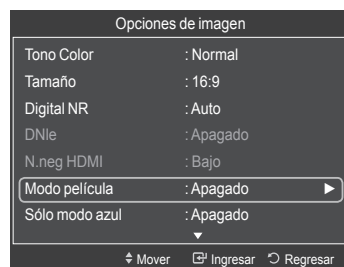 Opciones de imagen
Tono Color : Normal
Tamaño : 16:9
Digital NR : Auto
DNIe : Apagado
N.neg HDMI : Bajo
Modo película : Apagado ►
Sólo modo azul : Apagado
▼
Mover Ingresar Regresar